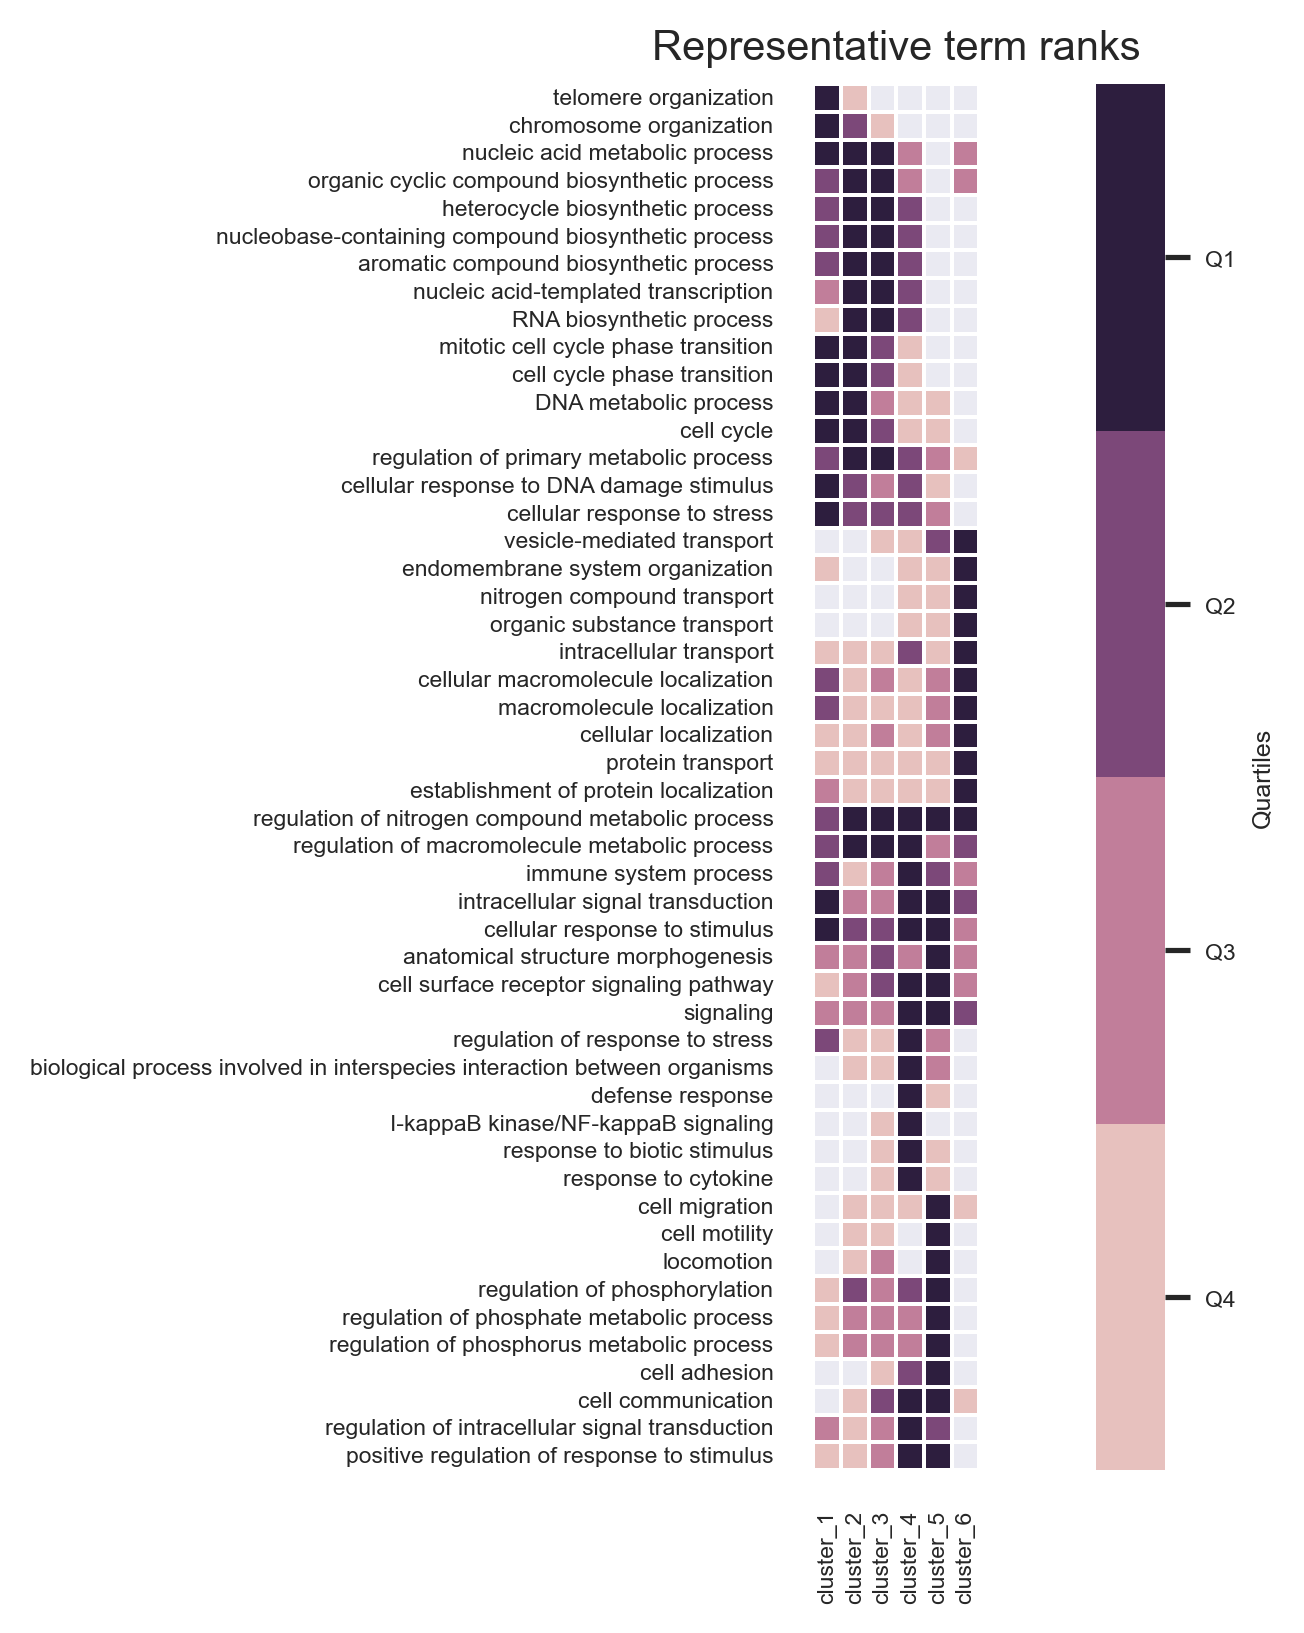 Representative term ranks
telomere organization
chromosome organization
nucleic acid metabolic process
organic cyclic compound biosynthetic process
heterocycle biosynthetic process
nucleobase-containing compound biosynthetic process
aromatic compound biosynthetic process
nucleic acid-templated transcription
RNA biosynthetic process
mitotic cell cycle phase transition
cell cycle phase transition
DNA metabolic process
cell cycle
regulation of primary metabolic process
cellular response to DNA damage stimulus
cellular response to stress
vesicle-mediated transport
endomembrane system organization
nitrogen compound transport
organic substance transport
intracellular transport
cellular macromolecule localization
macromolecule localization
cellular localization
protein transport
establishment of protein localization
regulation of nitrogen compound metabolic process
regulation of macromolecule metabolic process
immune system process
intracellular signal transduction
cellular response to stimulus
anatomical structure morphogenesis
cell surface receptor signaling pathway
signaling
regulation of response to stress
biological process involved in interspecies interaction between organisms
defense response
I-kappaB kinase/NF-kappaB signaling
response to biotic stimulus
response to cytokine
cell migration
cell motility
locomotion
regulation of phosphorylation
regulation of phosphate metabolic process
regulation of phosphorus metabolic process
cell adhesion
cell communication
regulation of intracellular signal transduction
positive regulation of response to stimulus
cluster_1
cluster_2
cluster_3
cluster_4
cluster_5
cluster_6
Q1
Q2
Q3
Q4
Quartiles